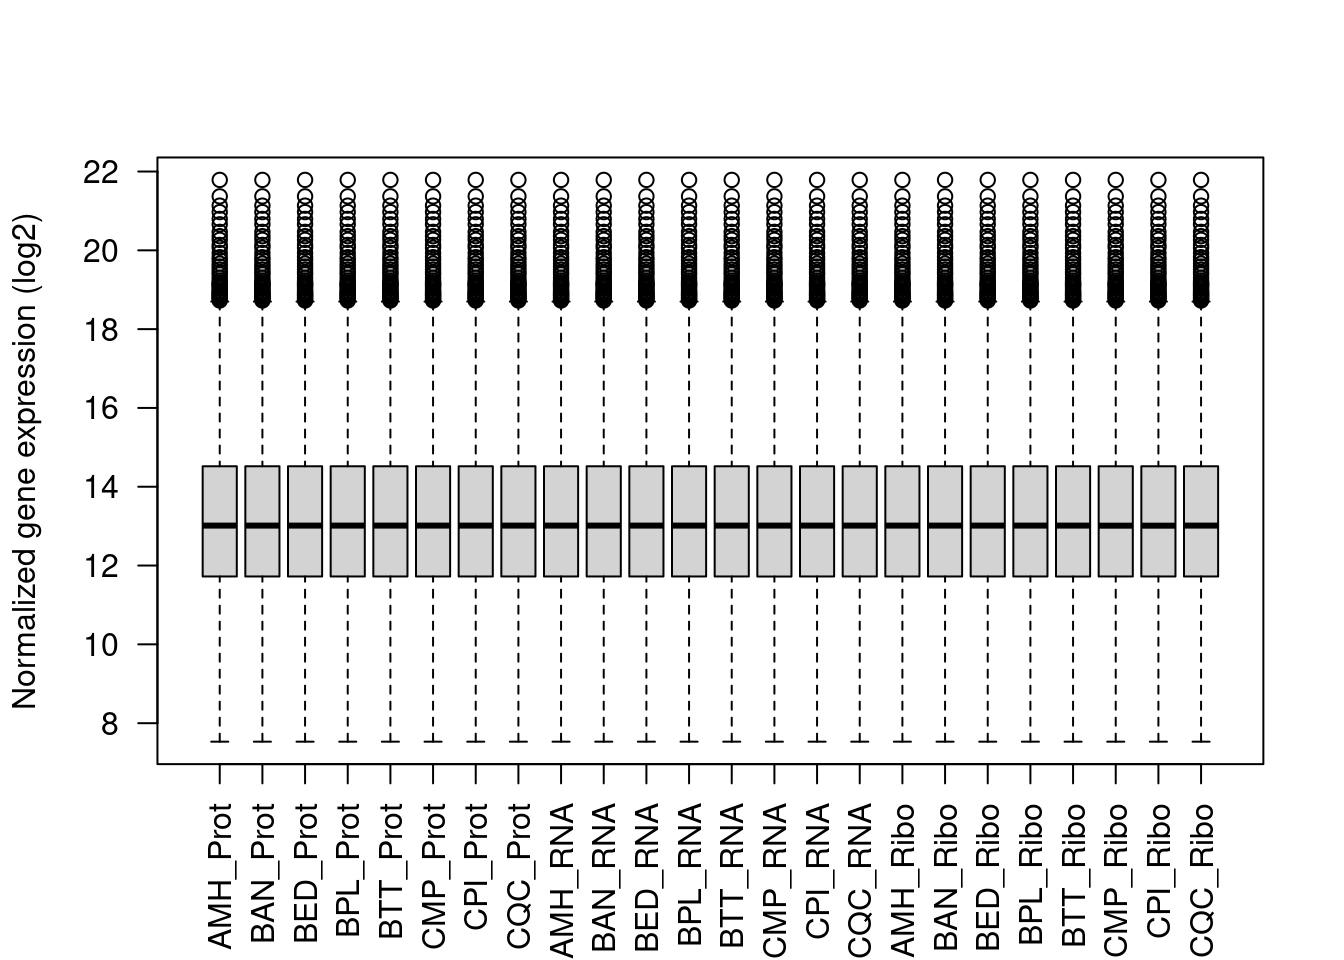 Normalized gene expression (log2)
22
20
18
16
14
12
10
8
AMH_Prot
BAN_Prot
BED_Prot
BPL_Prot
BTT_Prot
CMP_Prot
CPI_Prot
CQC_Prot
AMH_RNA
BAN_RNA
BED_RNA
BPL_RNA
BTT_RNA
CMP_RNA
CPI_RNA
CQC_RNA
AMH_Ribo
BAN_Ribo
BED_Ribo
BPL_Ribo
BTT_Ribo
CMP_Ribo
CPI_Ribo
CQC_Ribo